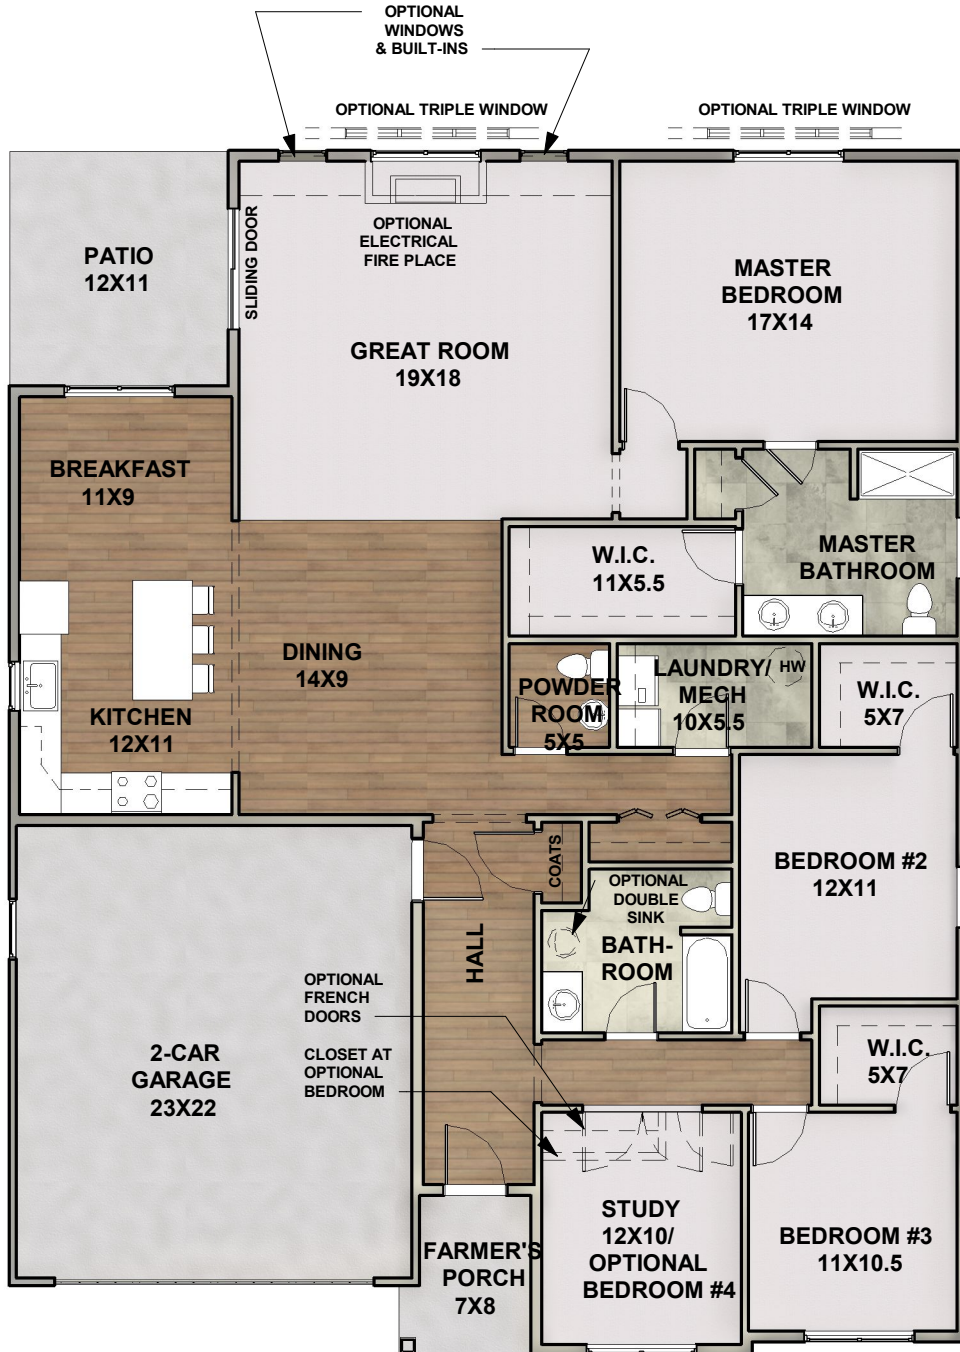 OPTIONAL
WINDOWS
& BUILT-INS
OPTIONAL TRIPLE WINDOW
OPTIONAL TRIPLE WINDOW
PATIO
12X11
SLIDING DOOR
OPTIONAL
ELECTRICAL
FIRE PLACE
GREAT ROOM
19X18
MASTER
BEDROOM
17X14
BREAKFAST
11X9
W.I.C.
11X5.5
MASTER
BATHROOM
DINING
14X9
KITCHEN
12X11
POWDER
ROOM
5X5
LAUNDRY/
MECH
10X5.5
HW
W.I.C.
5X7
COATS
BEDROOM #2
12X11
OPTIONAL
DOUBLE
SINK
BATH-
ROOM
HALL
OPTIONAL
FRENCH
DOORS
CLOSET AT
OPTIONAL
BEDROOM
2-CAR
GARAGE
23X22
W.I.C.
5X7
FARMER'S
PORCH
7X8
STUDY
12X10/
OPTIONAL
BEDROOM #4
BEDROOM #3
11X10.5